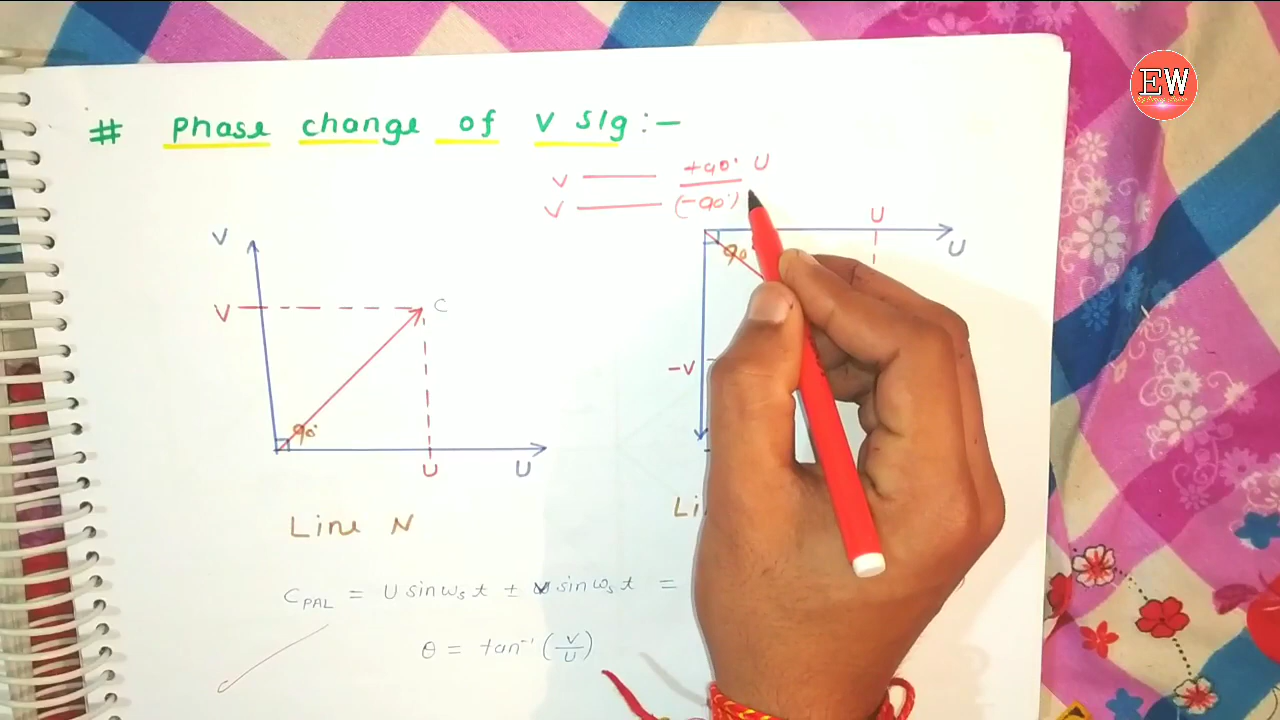 EW
# Phase change of V sig :-
V — +90° U
V — (-90°)
V
V
C
90°
U
U
Line N
U
U
90°
-V
Li
C_PAL = U sin ω_s t ± V sin ω_s t =
θ = tan⁻¹ (V/U)